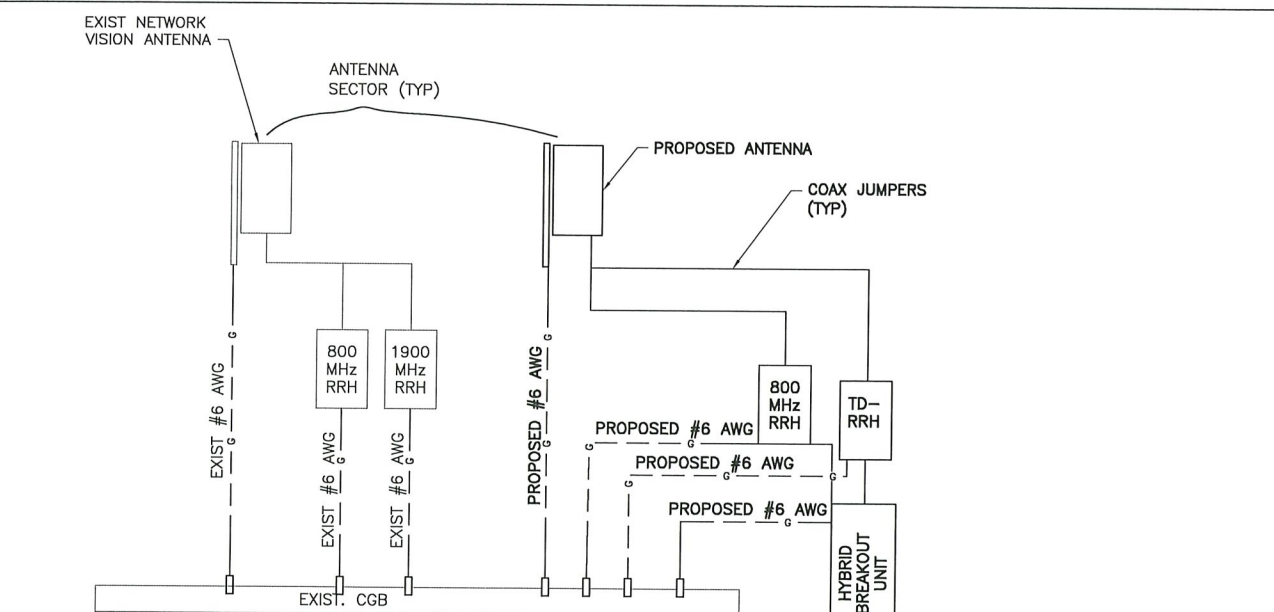 EXIST NETWORK
VISION ANTENNA
ANTENNA
SECTOR (TYP)
PROPOSED ANTENNA
COAX JUMPERS
(TYP)
G
EXIST #6 AWG
G
800
MHz
RRH
1900
MHz
RRH
EXIST #6 AWG
G
EXIST #6 AWG
G
G
PROPOSED #6 AWG
G
800
MHz
RRH
TD-
RRH
PROPOSED #6 AWG
G
G
PROPOSED #6 AWG
G
G
G
PROPOSED #6 AWG
G
HYBRID
BREAKOUT
UNIT
EXIST. CGB